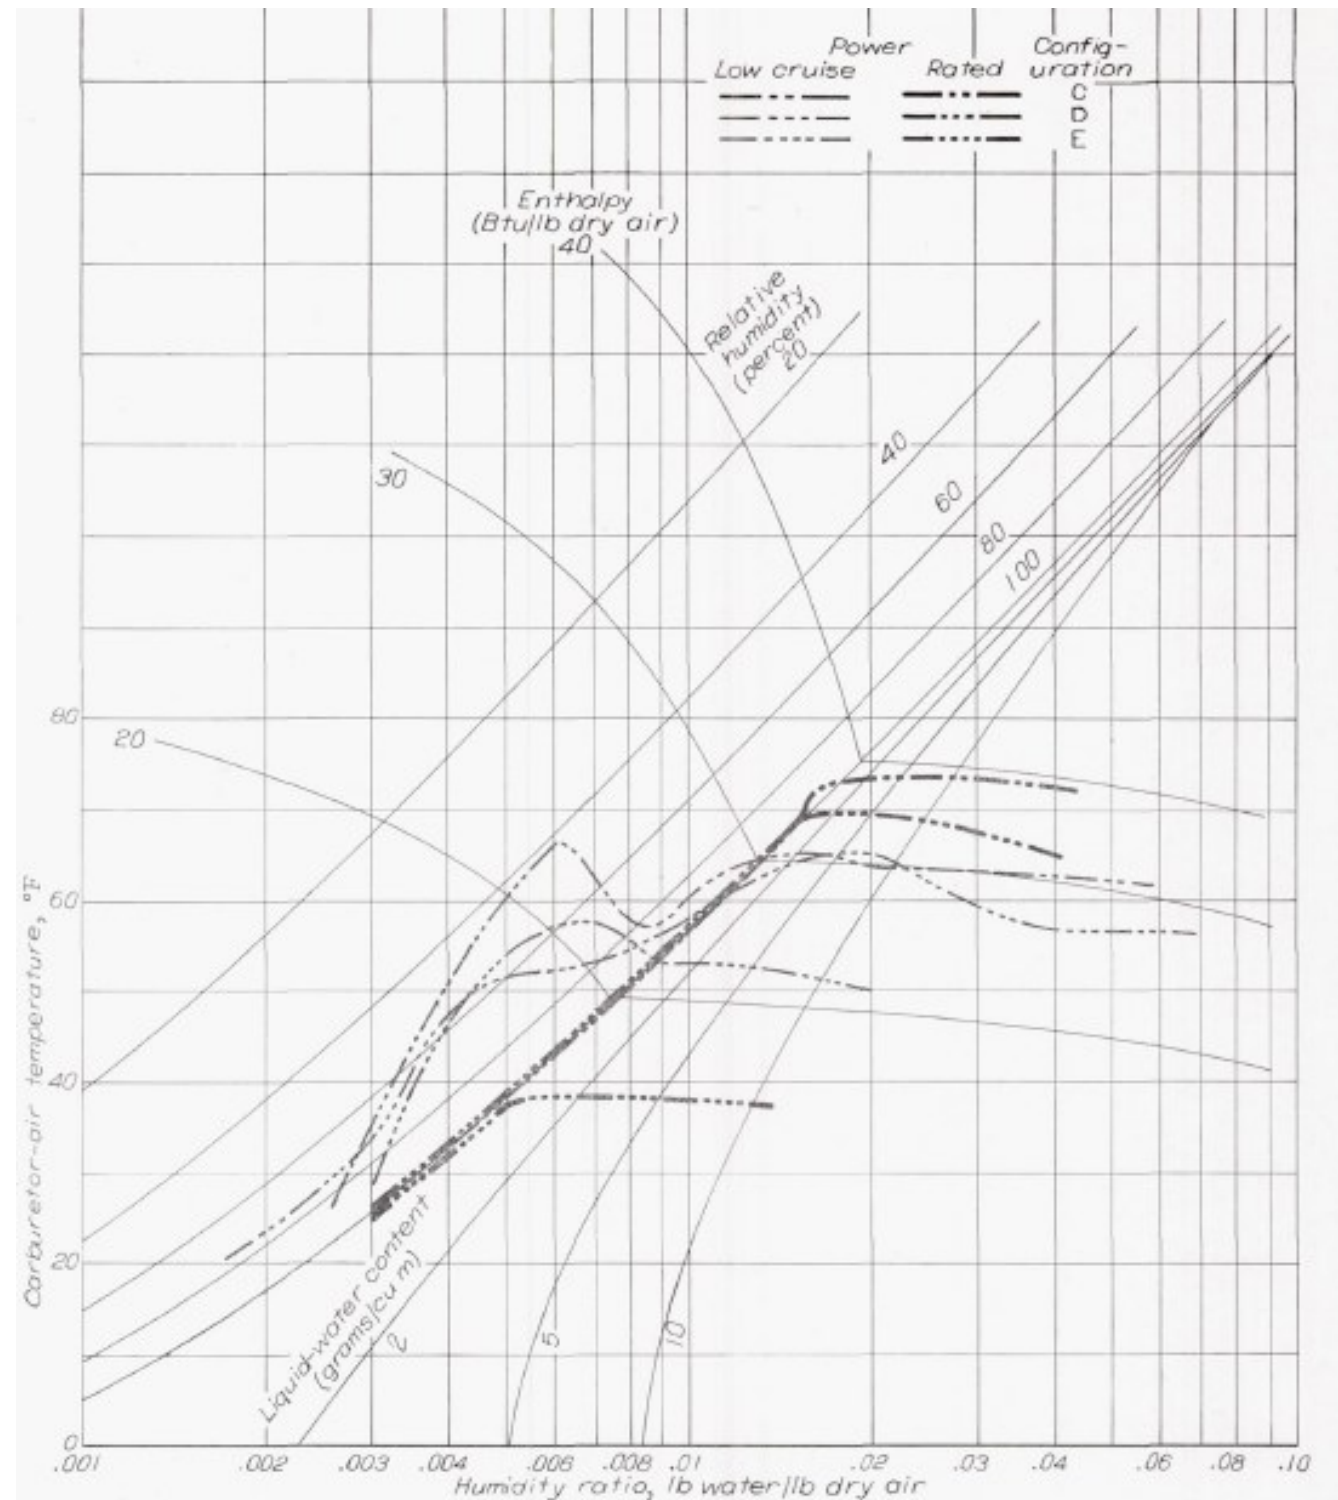 Power Config-
Low cruise Rated uration
C
D
E
Enthalpy
(Btu/lb dry air)
40
Relative
humidity
(percent)
20
30
40
60
80
100
20
80
60
40
20
0
Carburetor-air temperature, °F
Liquid-water content
(grams/cu m)
2
5
10
.001 .002 .003 .004 .006 .008 .01 .02 .03 .04 .06 .08 .10
Humidity ratio, lb water/lb dry air